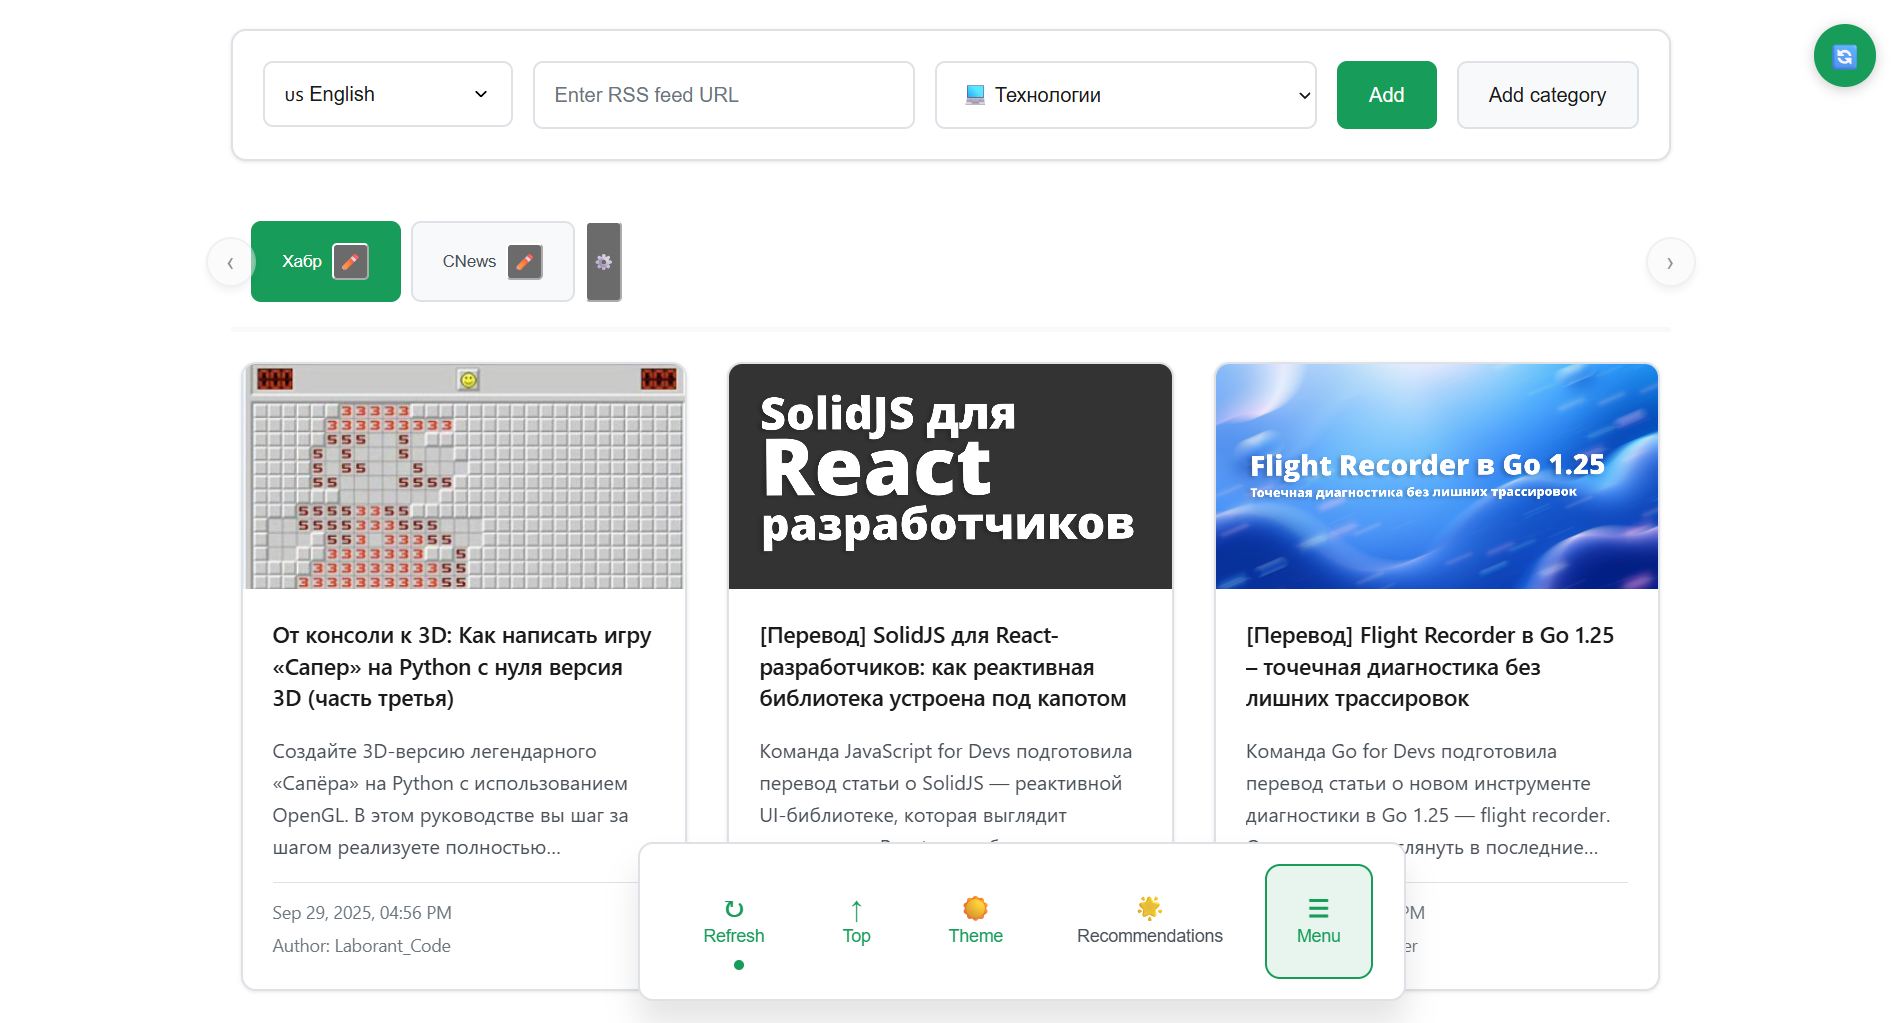 us English
Enter RSS feed URL
Технологии
Add
Add category
Хабр
CNews
SolidJS для
React
разработчиков
Flight Recorder в Go 1.25
Точечная диагностика без лишних трассировок
От консоли к 3D: Как написать игру
«Сапер» на Python с нуля версия
3D (часть третья)
Создайте 3D-версию легендарного
«Сапёра» на Python с использованием
OpenGL. В этом руководстве вы шаг за
шагом реализуете полностью...
Sep 29, 2025, 04:56 PM
Author: Laborant_Code
[Перевод] SolidJS для React-
разработчиков: как реактивная
библиотека устроена под капотом
Команда JavaScript for Devs подготовила
перевод статьи о SolidJS — реактивной
UI-библиотеке, которая выглядит
[Перевод] Flight Recorder в Go 1.25
– точечная диагностика без
лишних трассировок
Команда Go for Devs подготовила
перевод статьи о новом инструменте
диагностики в Go 1.25 — flight recorder.
в последние...
PM
Refresh
Top
Theme
Recommendations
Menu